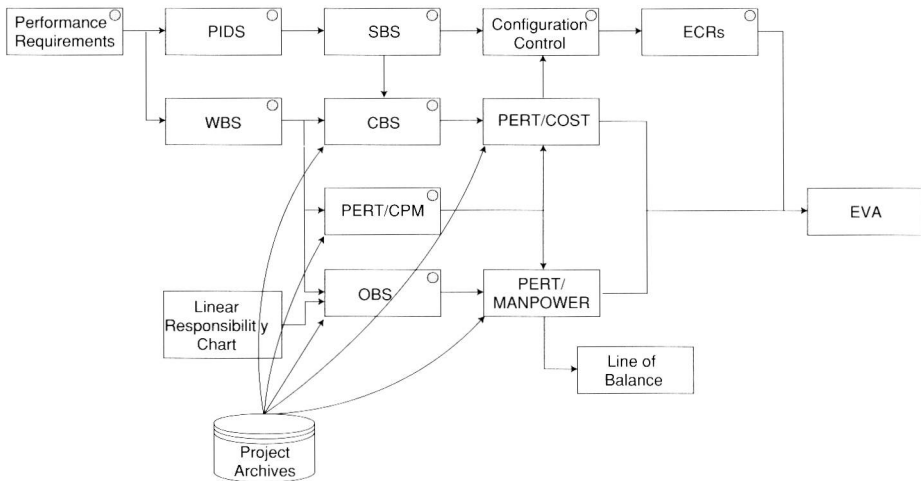 Performance
Requirements
PIDS
SBS
Configuration
Control
ECRs
WBS
CBS
PERT/COST
PERT/CPM
EVA
Linear
Responsibility
Chart
OBS
PERT/
MANPOWER
Line of
Balance
Project
Archives